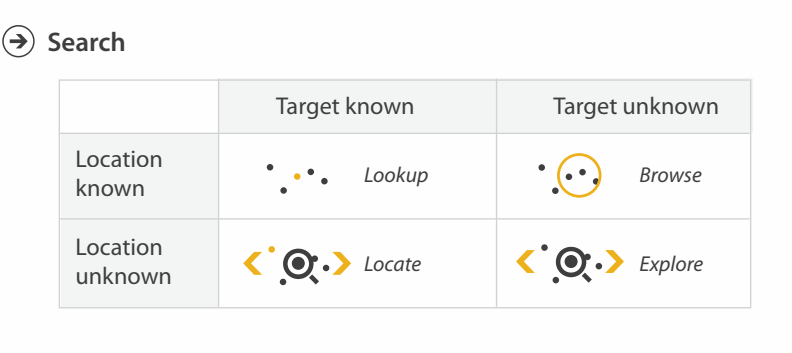 Search
Target known
Target unknown
Location
known
Lookup
Browse
Location
unknown
Locate
Explore